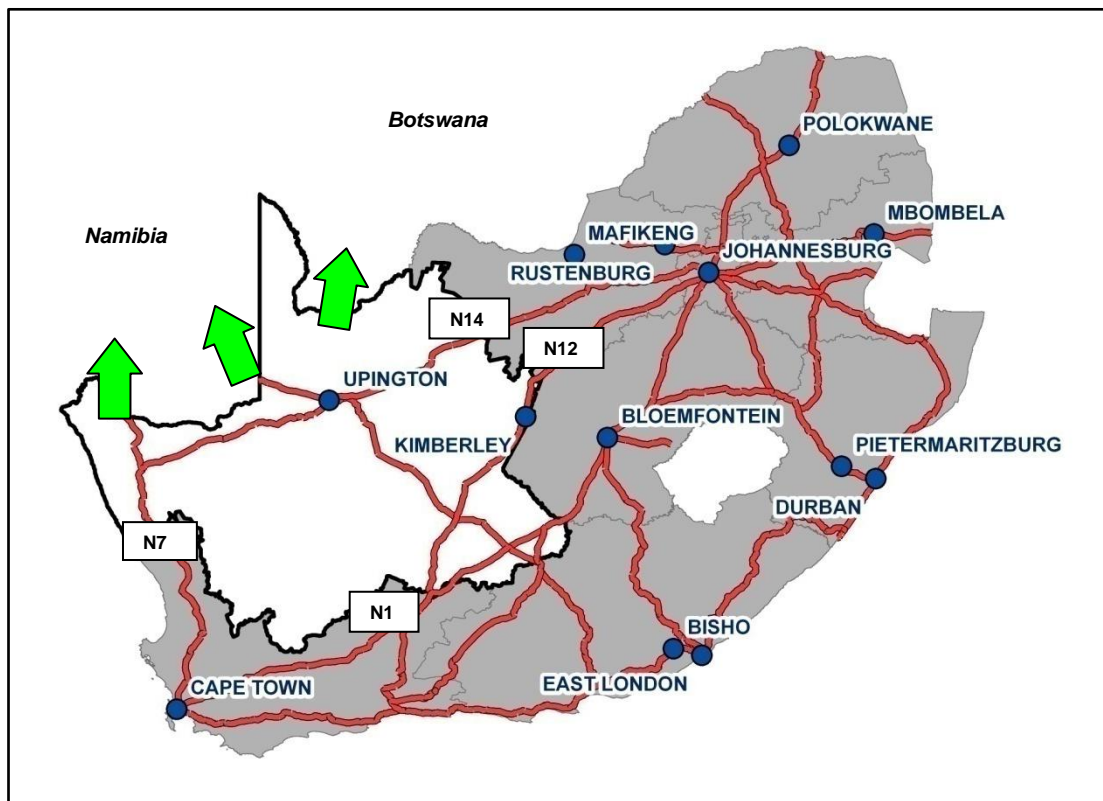 Botswana
POLOKWANE
Namibia
MBOMBELA
MAFIKENG
JOHANNESBURG
RUSTENBURG
N14
N12
UPINGTON
KIMBERLEY
BLOEMFONTEIN
PIETERMARITZBURG
DURBAN
N7
N1
BISHO
EAST LONDON
CAPE TOWN